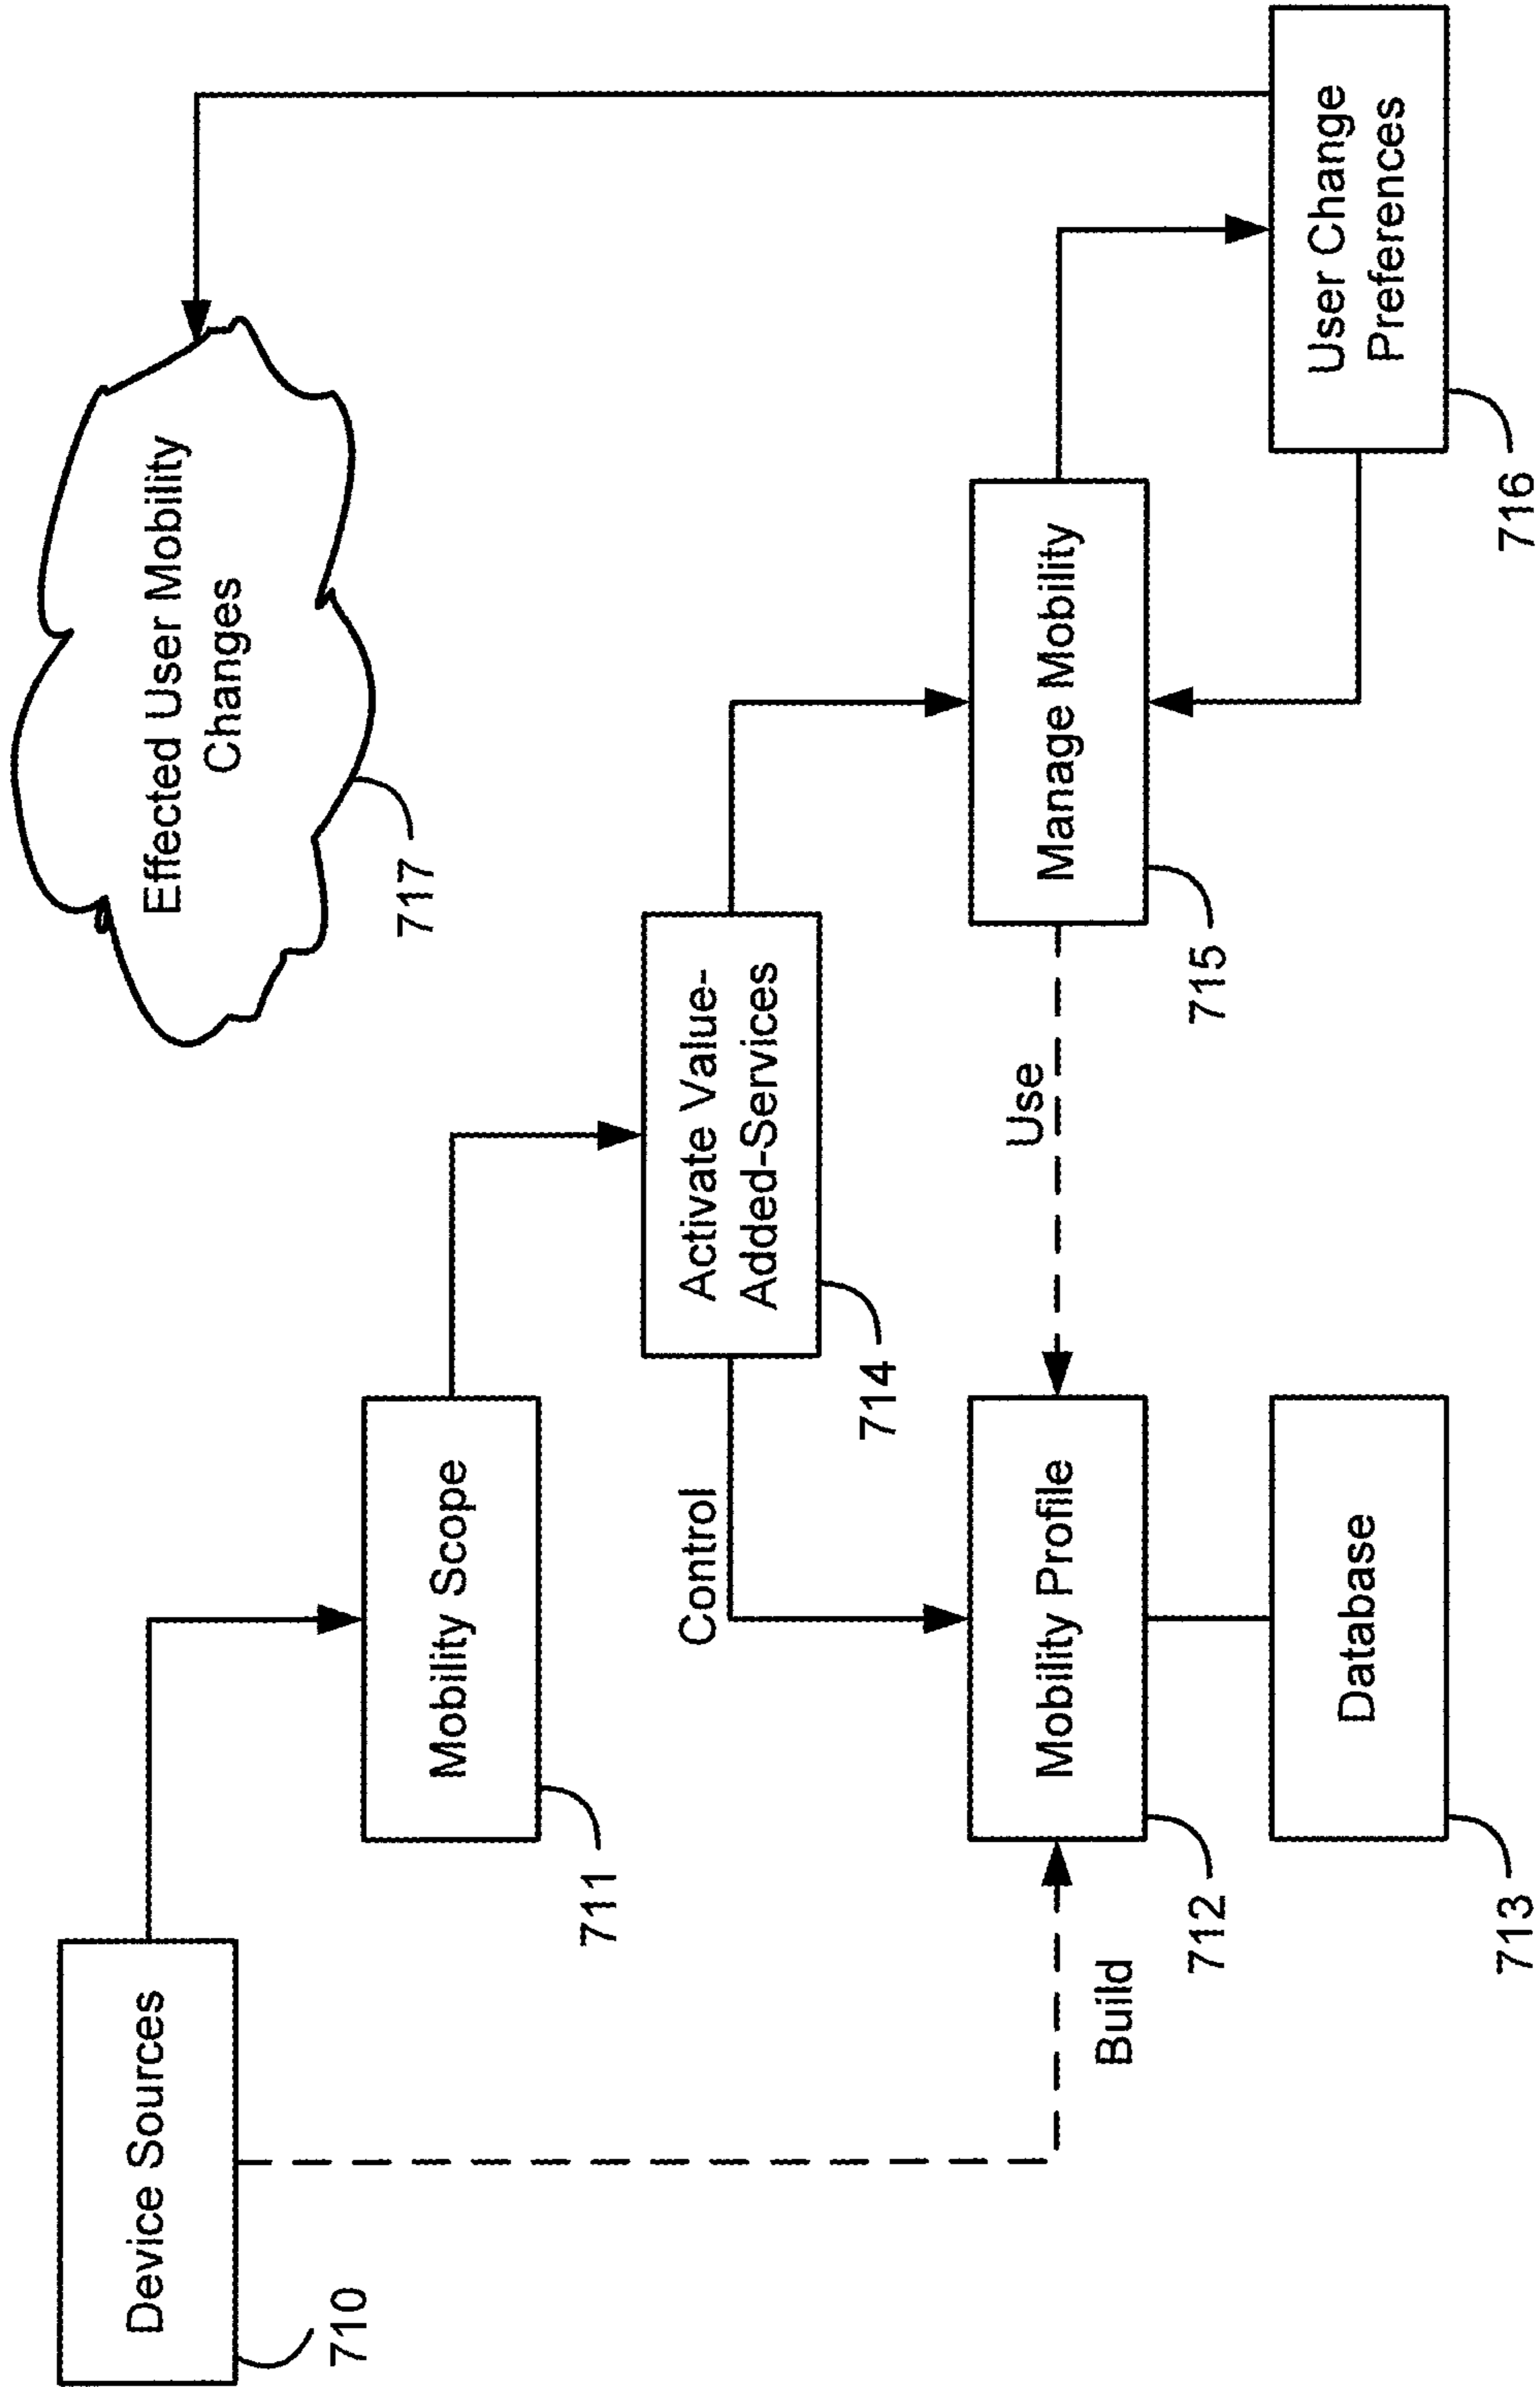 Device Sources
710
Mobility Scope
711
Activate Value-
Added-Services
714
Effected User Mobility
Changes
717
Control
Build
Mobility Profile
712
Use
Manage Mobility
715
Database
713
User Change
Preferences
716